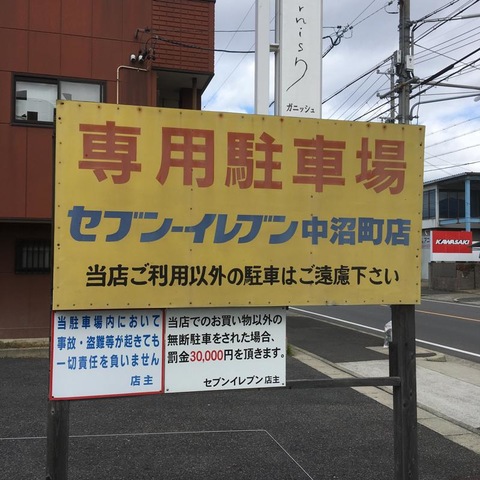 rnish
ガニッシュ
専用駐車場
セブン-イレブン中沼町店
当店ご利用以外の駐車はご遠慮下さい
KAWASAKI
当駐車場内において
事故・盗難等が起きても
一切責任を負いません
店主
当店でのお買い物以外の
無断駐車をされた場合、
罰金30,000円を頂きます。
セブンイレブン店主